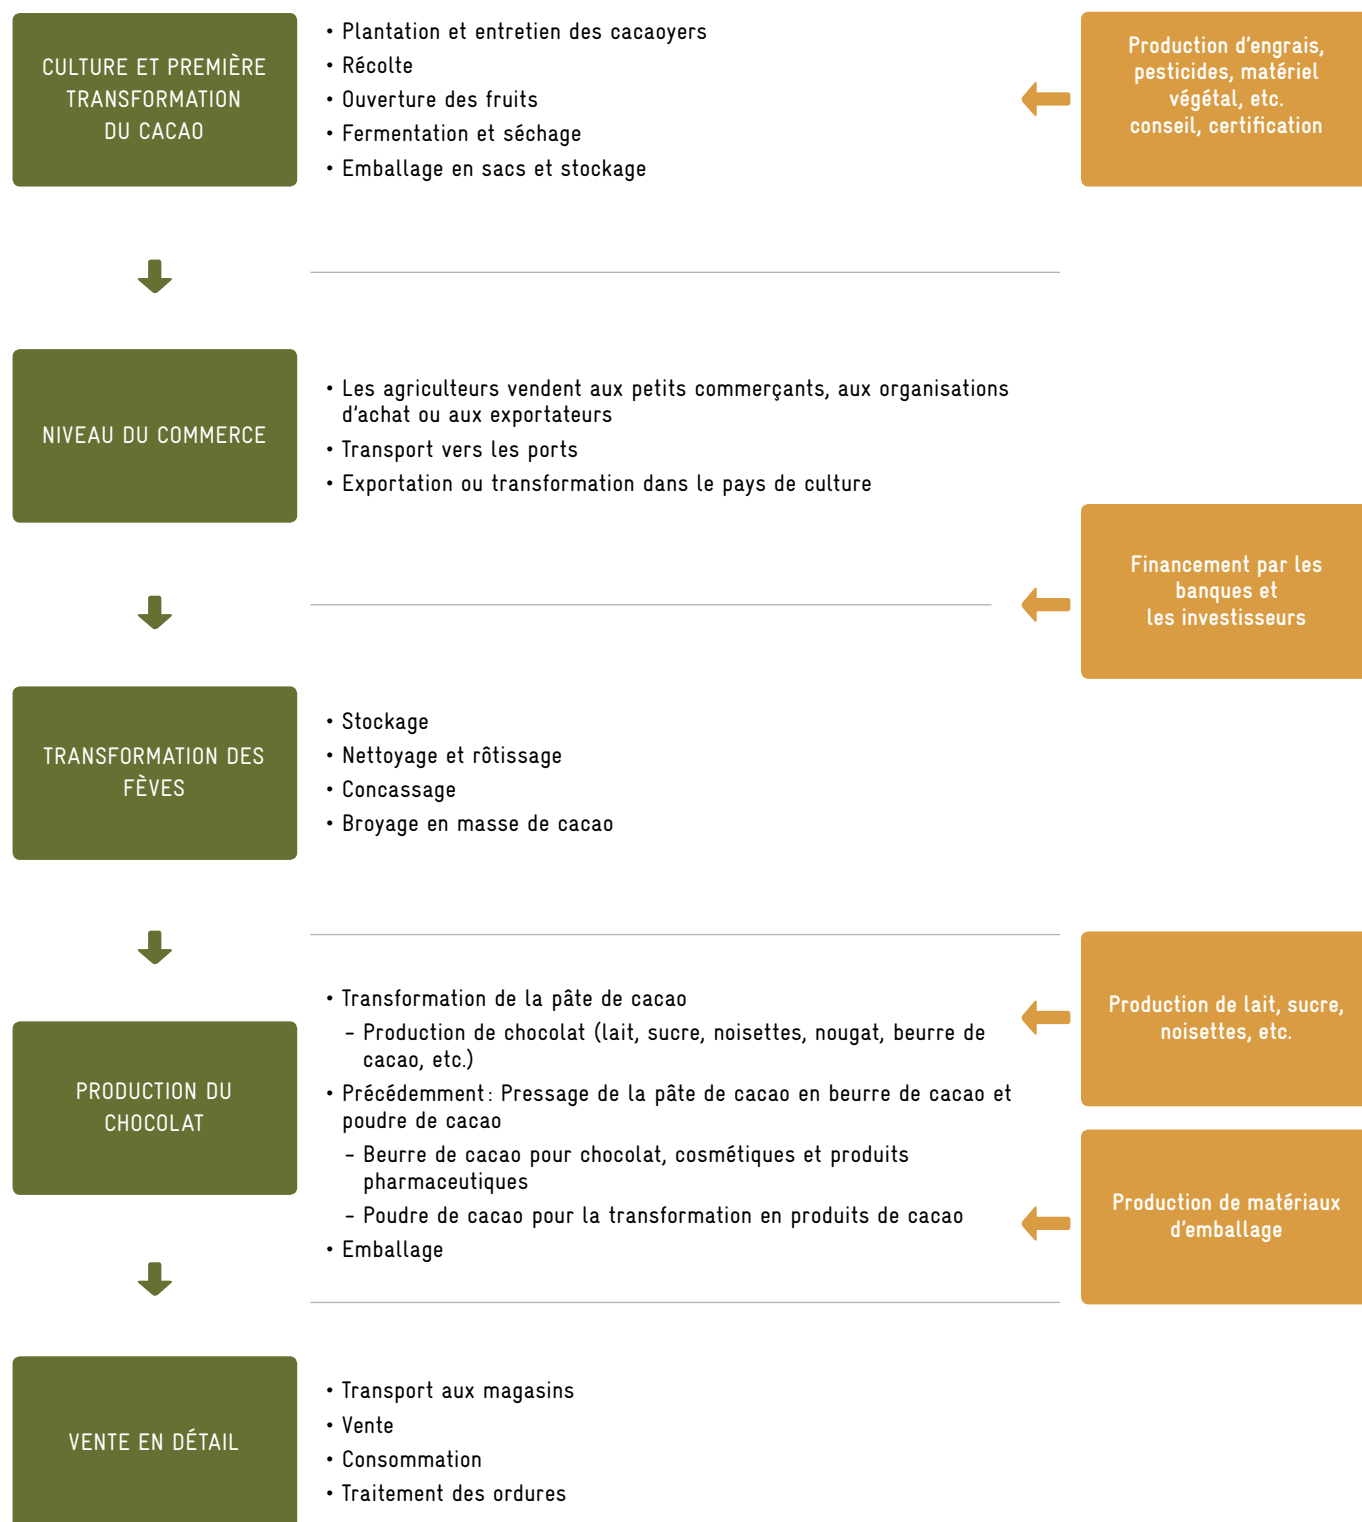 CULTURE ET PREMIÈRE
TRANSFORMATION
DU CACAO
• Plantation et entretien des cacaoyers
• Récolte
• Ouverture des fruits
• Fermentation et séchage
• Emballage en sacs et stockage
Production d'engrais,
pesticides, matériel
végétal, etc.
conseil, certification
NIVEAU DU COMMERCE
• Les agriculteurs vendent aux petits commerçants, aux organisations
d'achat ou aux exportateurs
• Transport vers les ports
• Exportation ou transformation dans le pays de culture
Financement par les
banques et
les investisseurs
TRANSFORMATION DES
FÈVES
• Stockage
• Nettoyage et rôtissage
• Concassage
• Broyage en masse de cacao
PRODUCTION DU
CHOCOLAT
• Transformation de la pâte de cacao
– Production de chocolat (lait, sucre, noisettes, nougat, beurre de
cacao, etc.)
• Précédemment: Pressage de la pâte de cacao en beurre de cacao et
poudre de cacao
– Beurre de cacao pour chocolat, cosmétiques et produits
pharmaceutiques
– Poudre de cacao pour la transformation en produits de cacao
• Emballage
Production de lait, sucre,
noisettes, etc.
Production de matériaux
d'emballage
VENTE EN DÉTAIL
• Transport aux magasins
• Vente
• Consommation
• Traitement des ordures